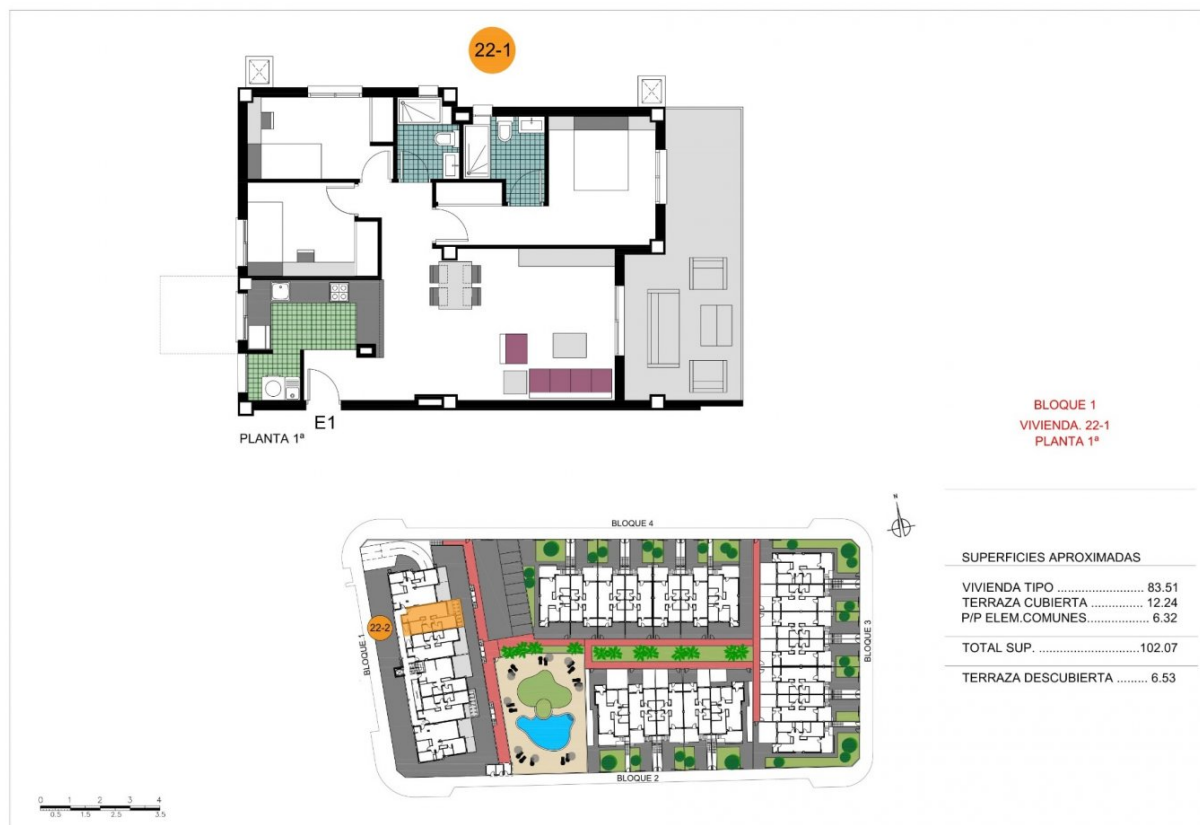 22-1
E1
PLANTA 1ª
BLOQUE 1
VIVIENDA. 22-1
PLANTA 1ª
N
BLOQUE 4
22-2
BLOQUE 1
BLOQUE 3
BLOQUE 2
SUPERFICIES APROXIMADAS
VIVIENDA TIPO ......................... 83.51
TERRAZA CUBIERTA ............... 12.24
P/P ELEM.COMUNES.................. 6.32
TOTAL SUP. .............................102.07
TERRAZA DESCUBIERTA ......... 6.53
0 1 2 3 4
0.5 1.5 2.5 3.5